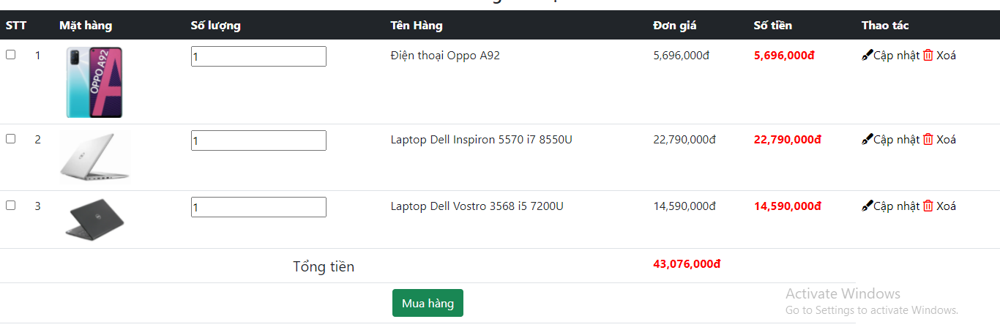 STT Mặt hàng Số lượng Tên Hàng Đơn giá Số tiền Thao tác
1 OPPO A92 1 Điện thoại Oppo A92 5,696,000đ 5,696,000đ Cập nhật Xoá
2 1 Laptop Dell Inspiron 5570 i7 8550U 22,790,000đ 22,790,000đ Cập nhật Xoá
3 1 Laptop Dell Vostro 3568 i5 7200U 14,590,000đ 14,590,000đ Cập nhật Xoá
Tổng tiền 43,076,000đ
Mua hàng
Activate Windows
Go to Settings to activate Windows.